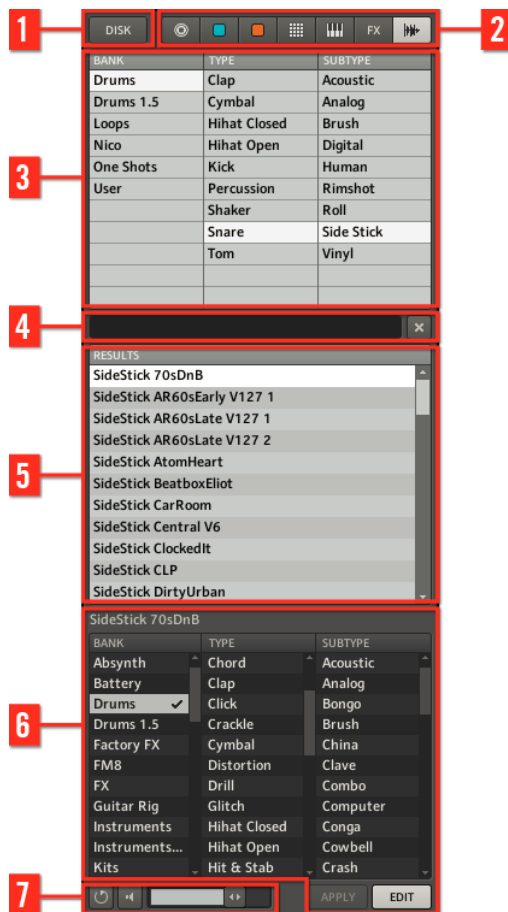 1
DISK
FX
2
BANK TYPE SUBTYPE
Drums Clap Acoustic
Drums 1.5 Cymbal Analog
Loops Hihat Closed Brush
Nico Hihat Open Digital
One Shots Kick Human
User Percussion Rimshot
Shaker Roll
Snare Side Stick
Tom Vinyl
3
4
RESULTS
SideStick 70sDnB
SideStick AR60sEarly V127 1
SideStick AR60sLate V127 1
SideStick AR60sLate V127 2
SideStick AtomHeart
SideStick BeatboxEliot
SideStick CarRoom
SideStick Central V6
SideStick ClockedIt
SideStick CLP
SideStick DirtyUrban
5
SideStick 70sDnB
BANK TYPE SUBTYPE
Absynth Chord Acoustic
Battery Clap Analog
Drums Click Bongo
Drums 1.5 Crackle Brush
Factory FX Cymbal China
FM8 Distortion Clave
FX Drill Combo
Guitar Rig Glitch Computer
Instruments Hihat Closed Conga
Instruments... Hihat Open Cowbell
Kits Hit & Stab Crash
6
7
APPLY
EDIT